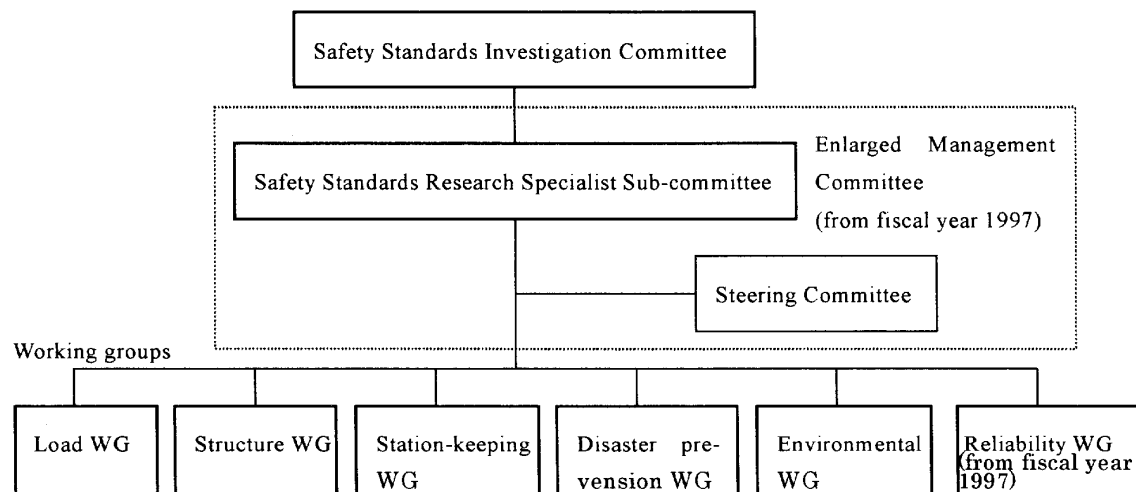 Safety Standards Investigation Committee
Enlarged Management
Committee
(from fiscal year 1997)
Safety Standards Research Specialist Sub-committee
Steering Committee
Working groups
Load WG
Structure WG
Station-keeping
WG
Disaster pre-
vension WG
Environmental
WG
Reliability WG
(from fiscal year
1997)